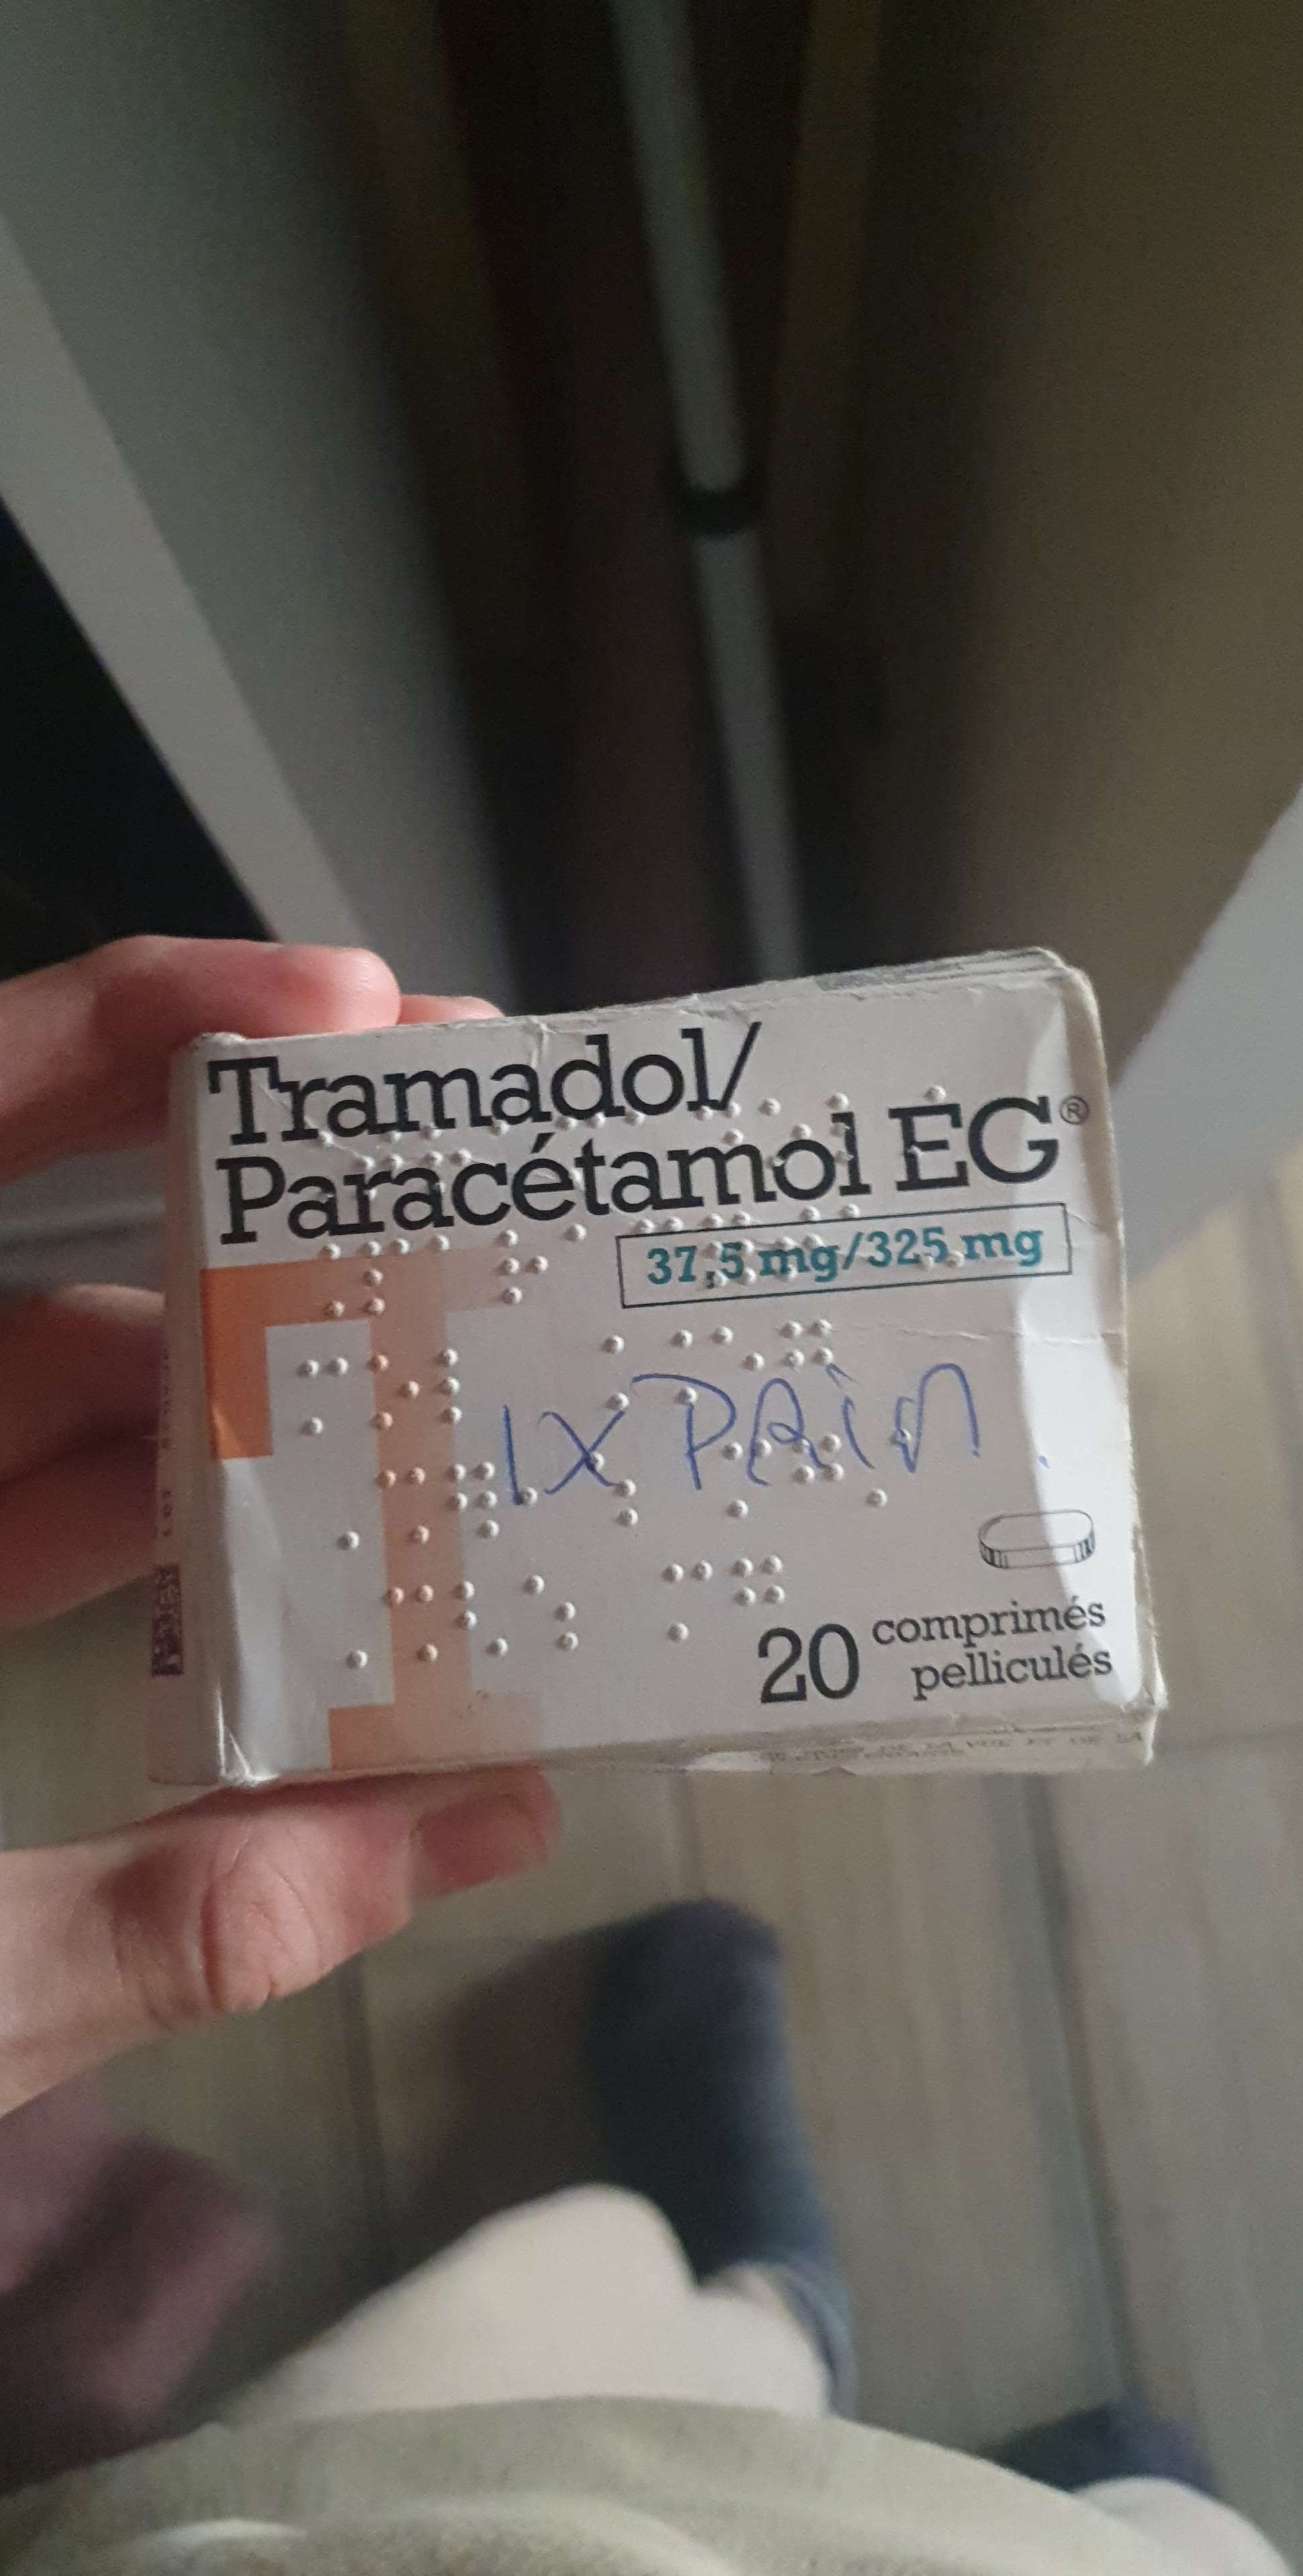 Tramadol/
Paracétamol EG®
37,5 mg/325 mg
1X PAin.
20 comprimés
pelliculés